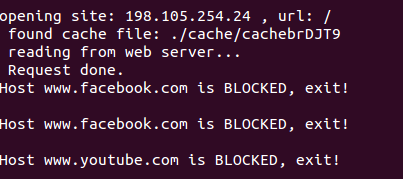 opening site: 198.105.254.24 , url: /
found cache file: ./cache/cachebrDJT9
reading from web server...
Request done.
Host www.facebook.com is BLOCKED, exit!
Host www.facebook.com is BLOCKED, exit!
Host www.youtube.com is BLOCKED, exit!